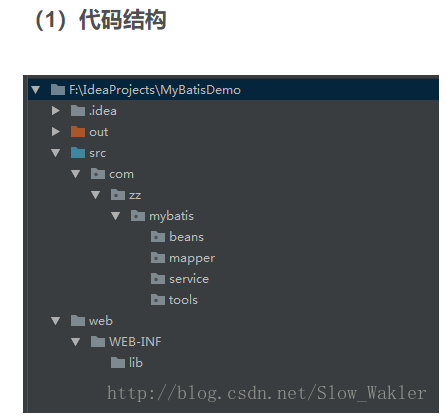 （1）代码结构
F:\IdeaProjects\MyBatisDemo
.idea
out
src
com
zz
mybatis
beans
mapper
service
tools
web
WEB-INF
lib
http://blog.csdn.net/Slow_Wakler